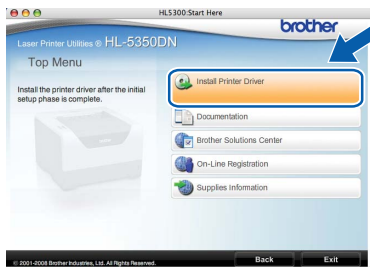 HL5300:Start Here
brother
Laser Printer Utilities ® HL-5350DN
Top Menu
Install the printer driver after the initial
setup phase is complete.
Install Printer Driver
Documentation
Brother Solutions Center
On-Line Registration
Supplies Information
© 2001-2008 Brother Industries, Ltd. All Rights Reserved.
Back
Exit